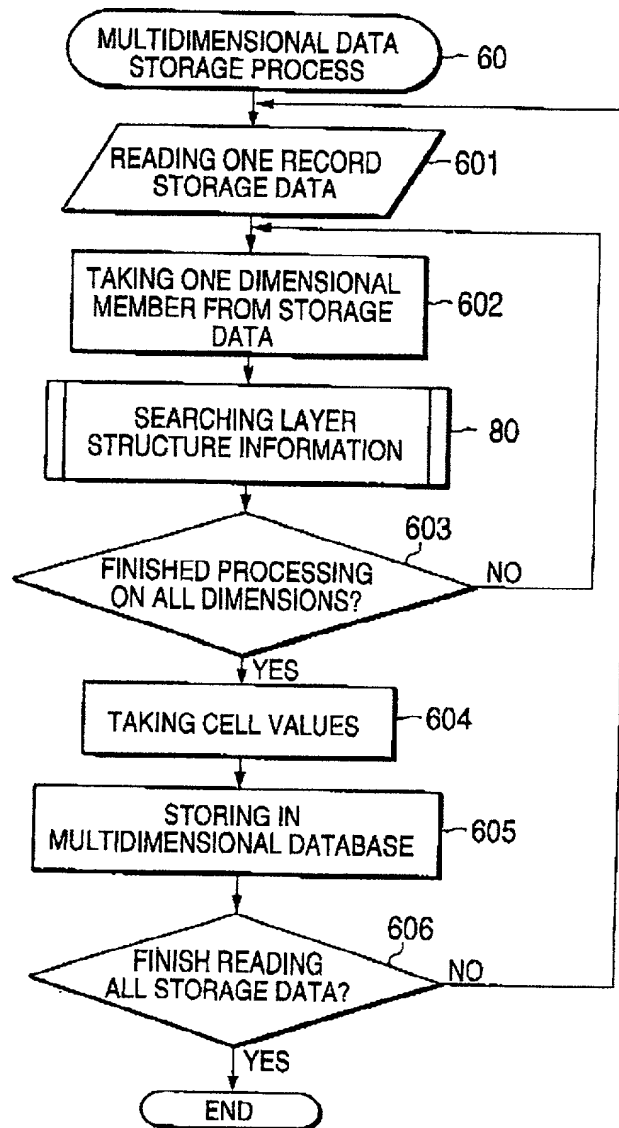 MULTIDIMENSIONAL DATA
STORAGE PROCESS
60
READING ONE RECORD
STORAGE DATA
601
TAKING ONE DIMENSIONAL
MEMBER FROM STORAGE
DATA
602
SEARCHING LAYER
STRUCTURE INFORMATION
80
603
FINISHED PROCESSING
ON ALL DIMENSIONS?
NO
YES
TAKING CELL VALUES
604
STORING IN
MULTIDIMENSIONAL DATABASE
605
606
FINISH READING
ALL STORAGE DATA?
NO
YES
END